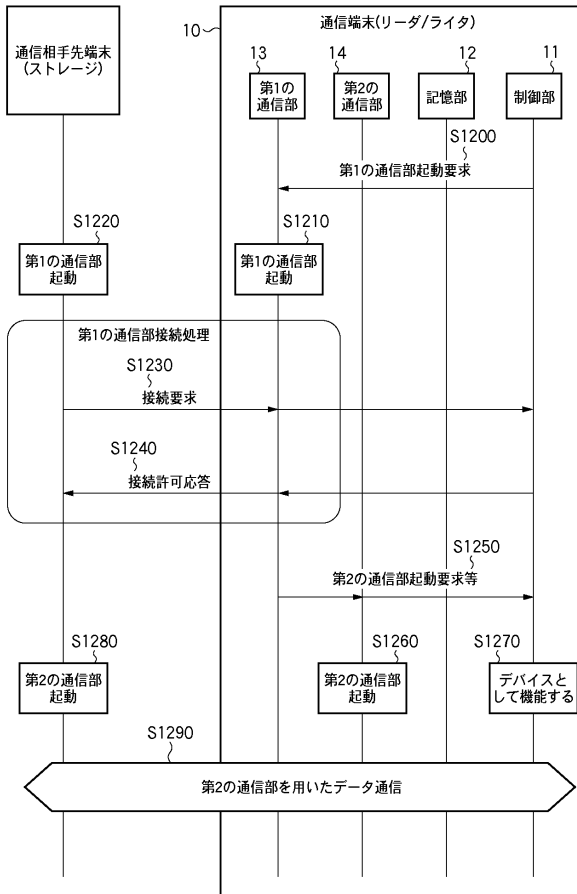 通信相手先端末
(ストレージ)
10
通信端末(リーダ/ライタ)
13
14
12
11
第1の
通信部
第2の
通信部
記憶部
制御部
S1200
第1の通信部起動要求
S1220
S1210
第1の通信部
起動
第1の通信部
起動
第1の通信部接続処理
S1230
接続要求
S1240
接続許可応答
S1250
第2の通信部起動要求等
S1280
S1260
S1270
第2の通信部
起動
第2の通信部
起動
デバイスと
して機能する
S1290
第2の通信部を用いたデータ通信